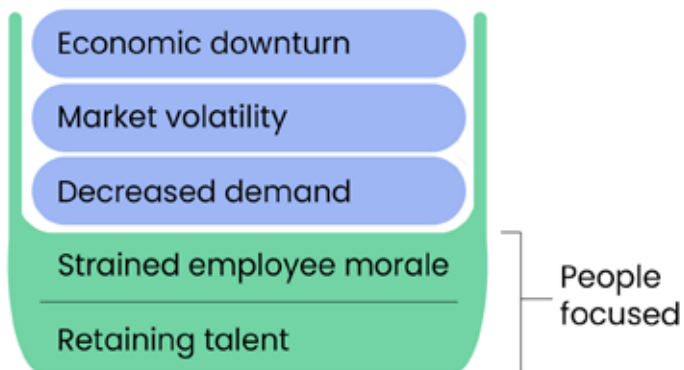 Economic downturn
Market volatility
Decreased demand
Strained employee morale
Retaining talent
People
focused